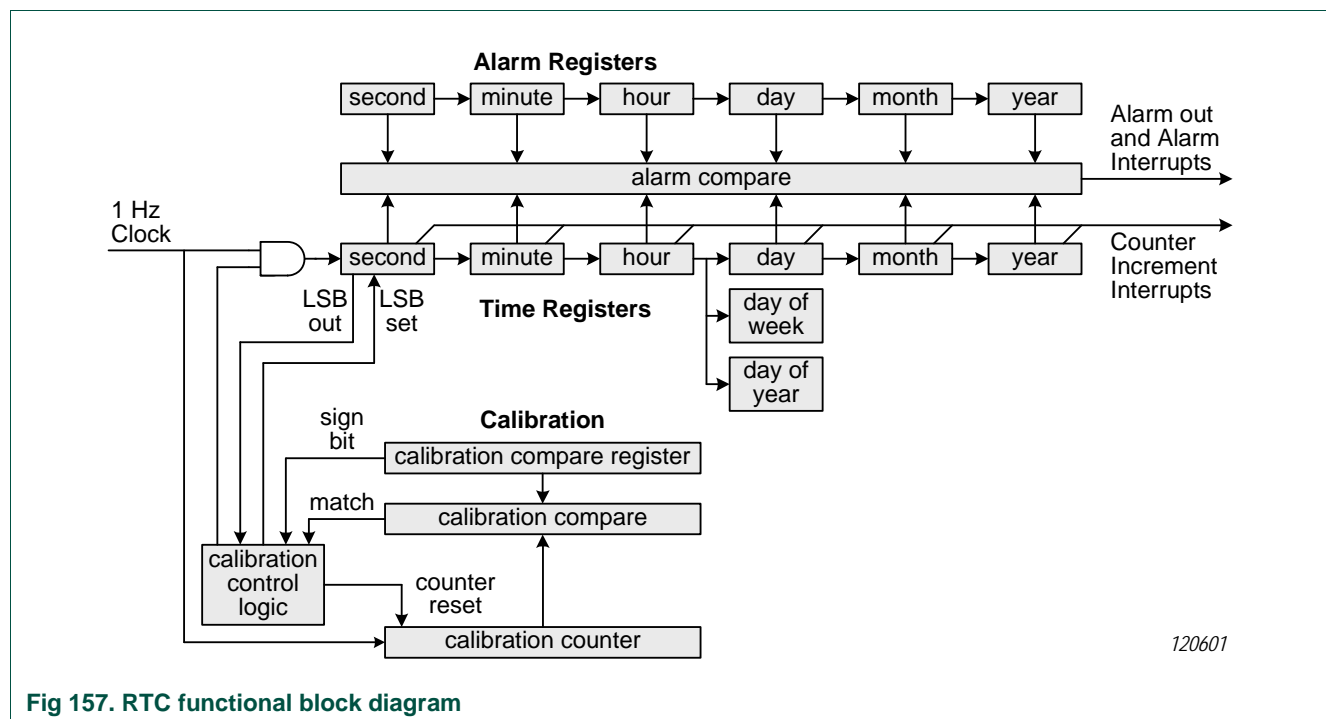 Alarm Registers
second
minute
hour
day
month
year
Alarm out
and Alarm
Interrupts
alarm compare
1 Hz
Clock
second
minute
hour
day
month
year
Counter
Increment
Interrupts
LSB
out
LSB
set
Time Registers
day of
week
day of
year
Calibration
sign
bit
calibration compare register
match
calibration compare
calibration
control
logic
counter
reset
calibration counter
120601
Fig 157. RTC functional block diagram